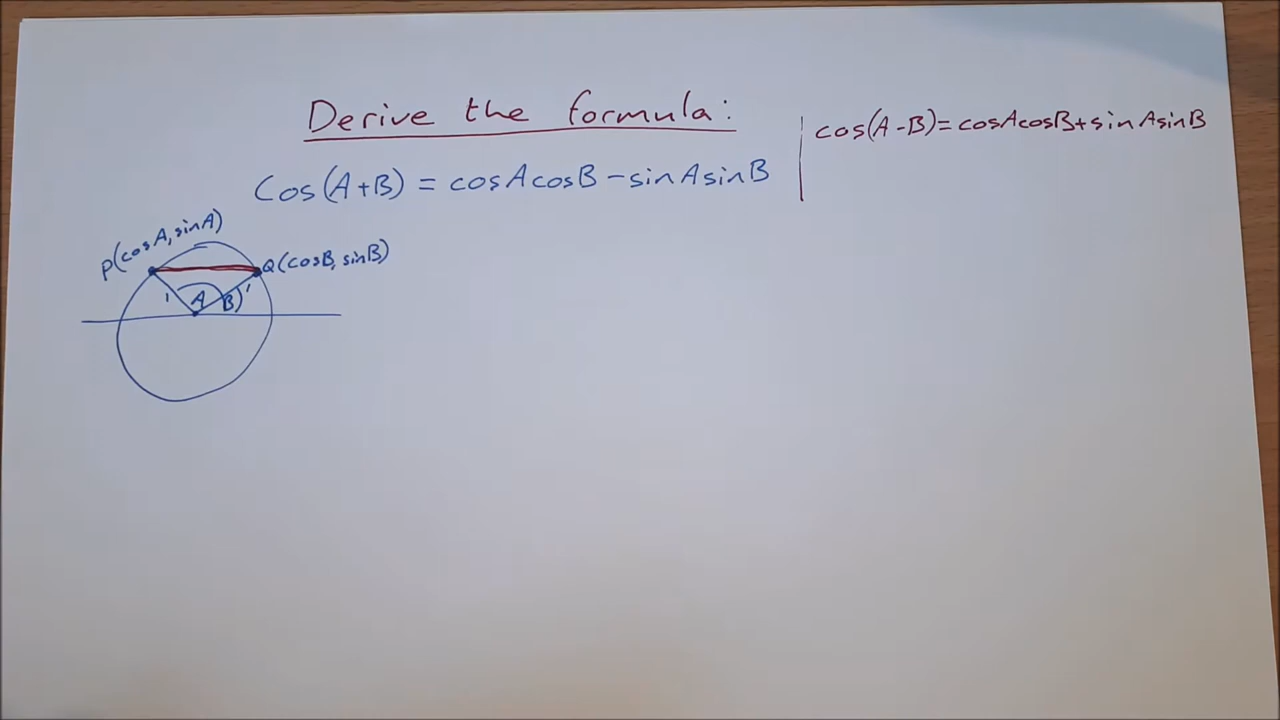 Derive the formula:
cos(A-B)=cosAcosB+sinAsinB
Cos(A+B) = cosAcosB-sinAsinB
P(cosA, sinA)
Q(cosB, sinB)
1
A
B
1